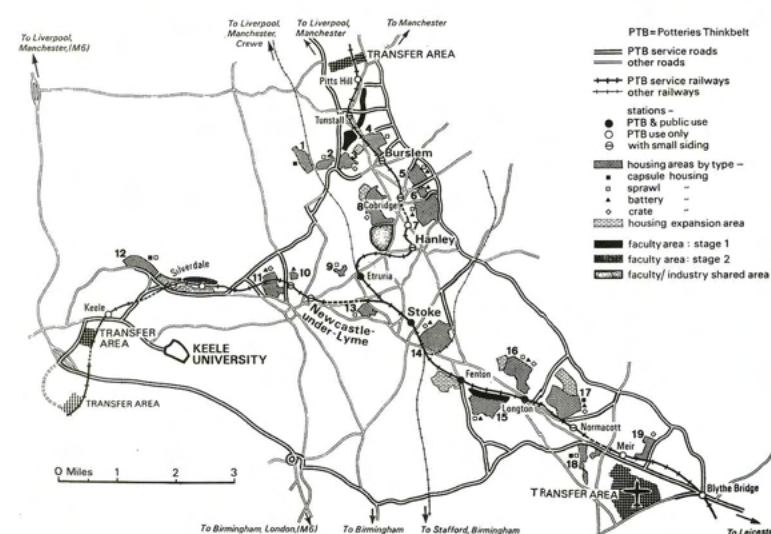 To Liverpool,
Manchester,(M6)
To Liverpool,
Manchester,
Crewe
To Liverpool,
Manchester
To Manchester
TRANSFER AREA
Pitts Hill
Tunstall
1
2
3
4
Burslem
5
6
8
Cobridge
7
Hanley
12
Silverdale
11
10
9
Etruria
Keele
TRANSFER
AREA
KEELE
UNIVERSITY
Newcastle-
under-Lyme
13
Stoke
14
TRANSFER AREA
Fenton
15
16
Longton
17
Normacott
18
Meir
19
TRANSFER AREA
Blythe Bridge
0 Miles 1 2 3
To Birmingham, London,(M6)
To Birmingham
To Stafford, Birmingham
To Leicester
PTB = Potteries Thinkbelt
PTB service roads
other roads
PTB service railways
other railways
stations –
PTB & public use
PTB use only
with small siding
housing areas by type –
capsule housing
sprawl "
battery "
crate "
housing expansion area
faculty area : stage 1
faculty area : stage 2
faculty/industry shared area